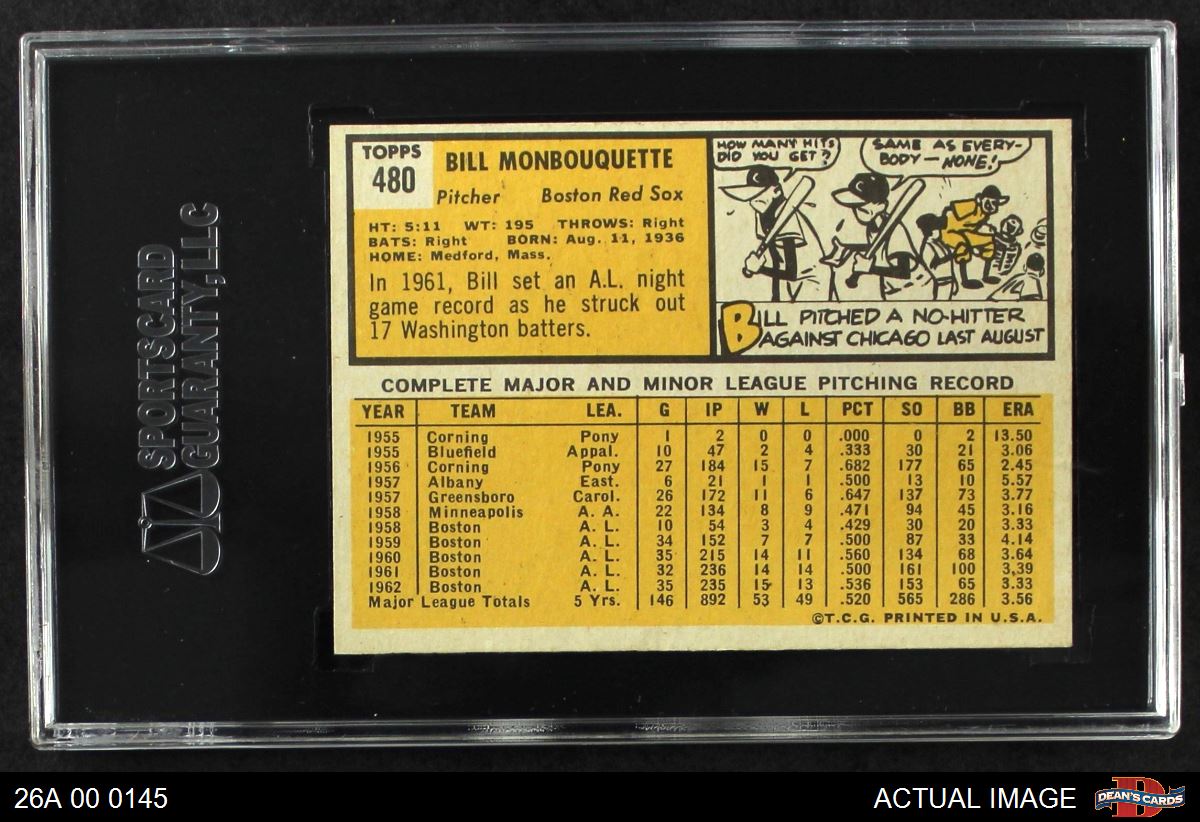 SPORTSCARD
GUARANTY, LLC
TOPPS
480
BILL MONBOUQUETTE
Pitcher Boston Red Sox
HT: 5:11 WT: 195 THROWS: Right
BATS: Right BORN: Aug. 11, 1936
HOME: Medford, Mass.
In 1961, Bill set an A.L. night
game record as he struck out
17 Washington batters.
HOW MANY HITS
DID YOU GET?
SAME AS EVERY-
BODY — NONE!
C
C
BILL PITCHED A NO-HITTER
AGAINST CHICAGO LAST AUGUST
COMPLETE MAJOR AND MINOR LEAGUE PITCHING RECORD
YEAR TEAM LEA. G IP W L PCT SO BB ERA
1955 Corning Pony 1 2 0 0 .000 0 2 13.50
1955 Bluefield Appal. 10 47 2 4 .333 30 21 3.06
1956 Corning Pony 27 184 15 7 .682 177 65 2.45
1957 Albany East. 6 21 1 1 .500 13 10 5.57
1957 Greensboro Carol. 26 172 11 6 .647 137 73 3.77
1958 Minneapolis A. A. 22 134 8 9 .471 94 45 3.16
1958 Boston A. L. 10 54 3 4 .429 30 20 3.33
1959 Boston A. L. 34 152 7 7 .500 87 33 4.14
1960 Boston A. L. 35 215 14 11 .560 134 68 3.64
1961 Boston A. L. 32 236 14 14 .500 161 100 3.39
1962 Boston A. L. 35 235 15 13 .536 153 65 3.33
Major League Totals 5 Yrs. 146 892 53 49 .520 565 286 3.56
©T.C.G. PRINTED IN U.S.A.
26A 00 0145
ACTUAL IMAGE
D
DEAN'S CARDS